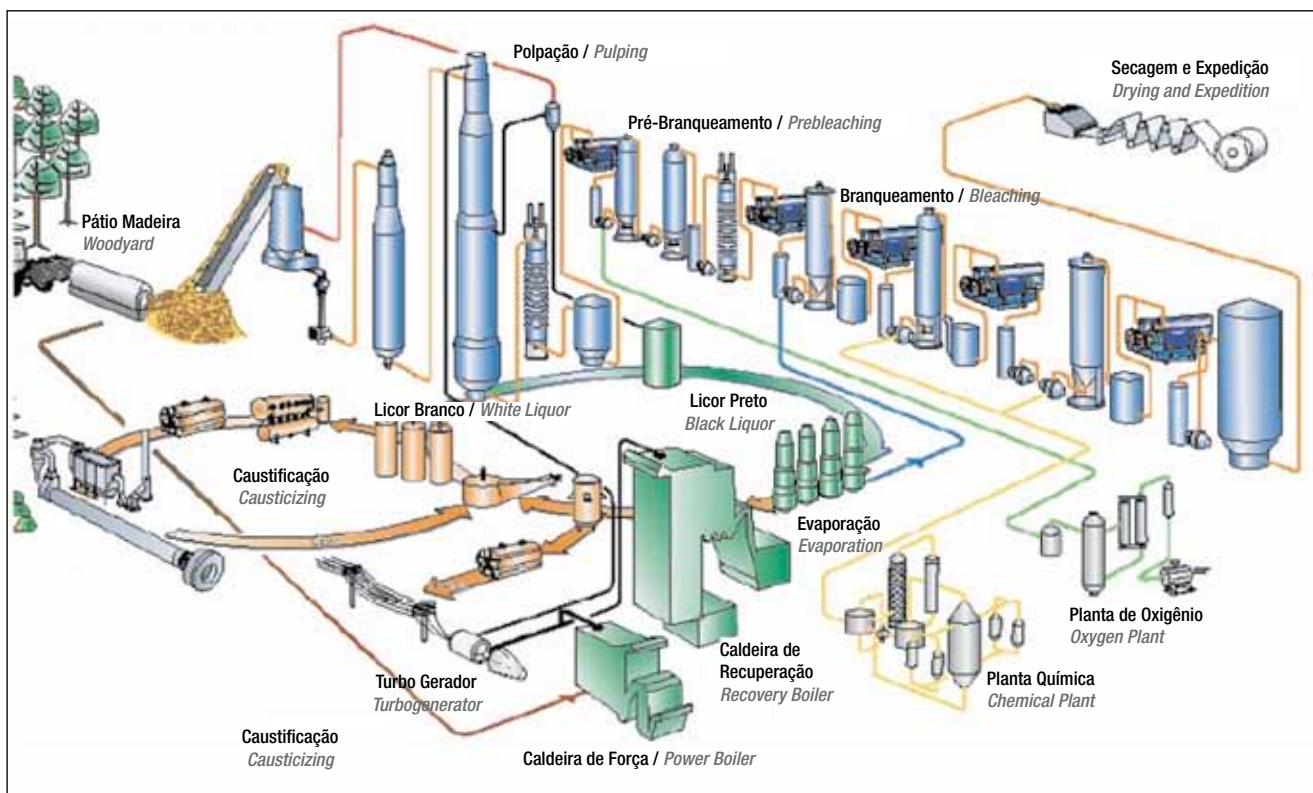 Polpação / Pulping
Secagem e Expedição
Drying and Expedition
Pré-Branqueamento / Prebleaching
Branqueamento / Bleaching
Pátio Madeira
Woodyard
Licor Branco / White Liquor
Licor Preto
Black Liquor
Caustificação
Causticizing
Evaporação
Evaporation
Planta de Oxigênio
Oxygen Plant
Caldeira de
Recuperação
Recovery Boiler
Planta Química
Chemical Plant
Turbo Gerador
Turbogenerator
Caustificação
Causticizing
Caldeira de Força / Power Boiler